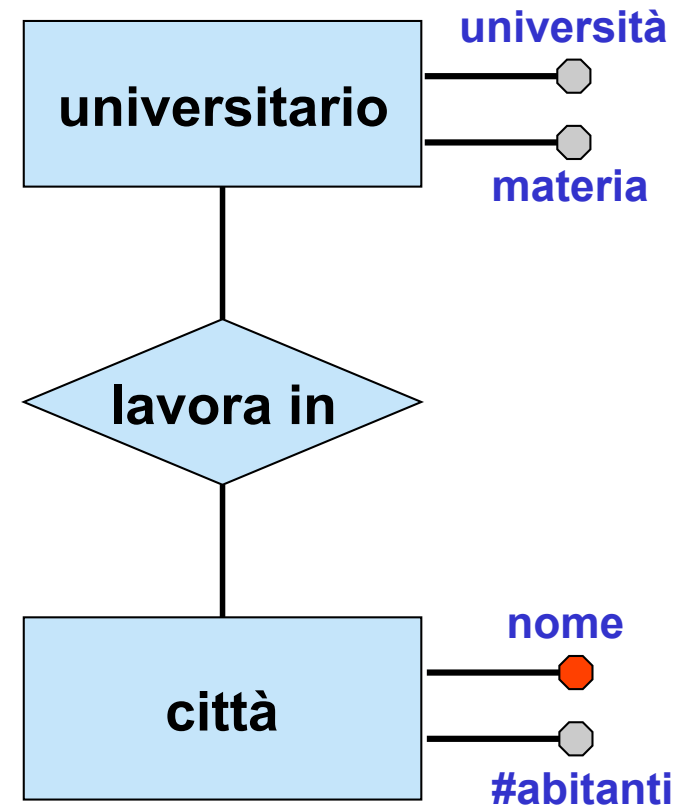 università
universitario
materia
lavora in
nome
città
#abitanti